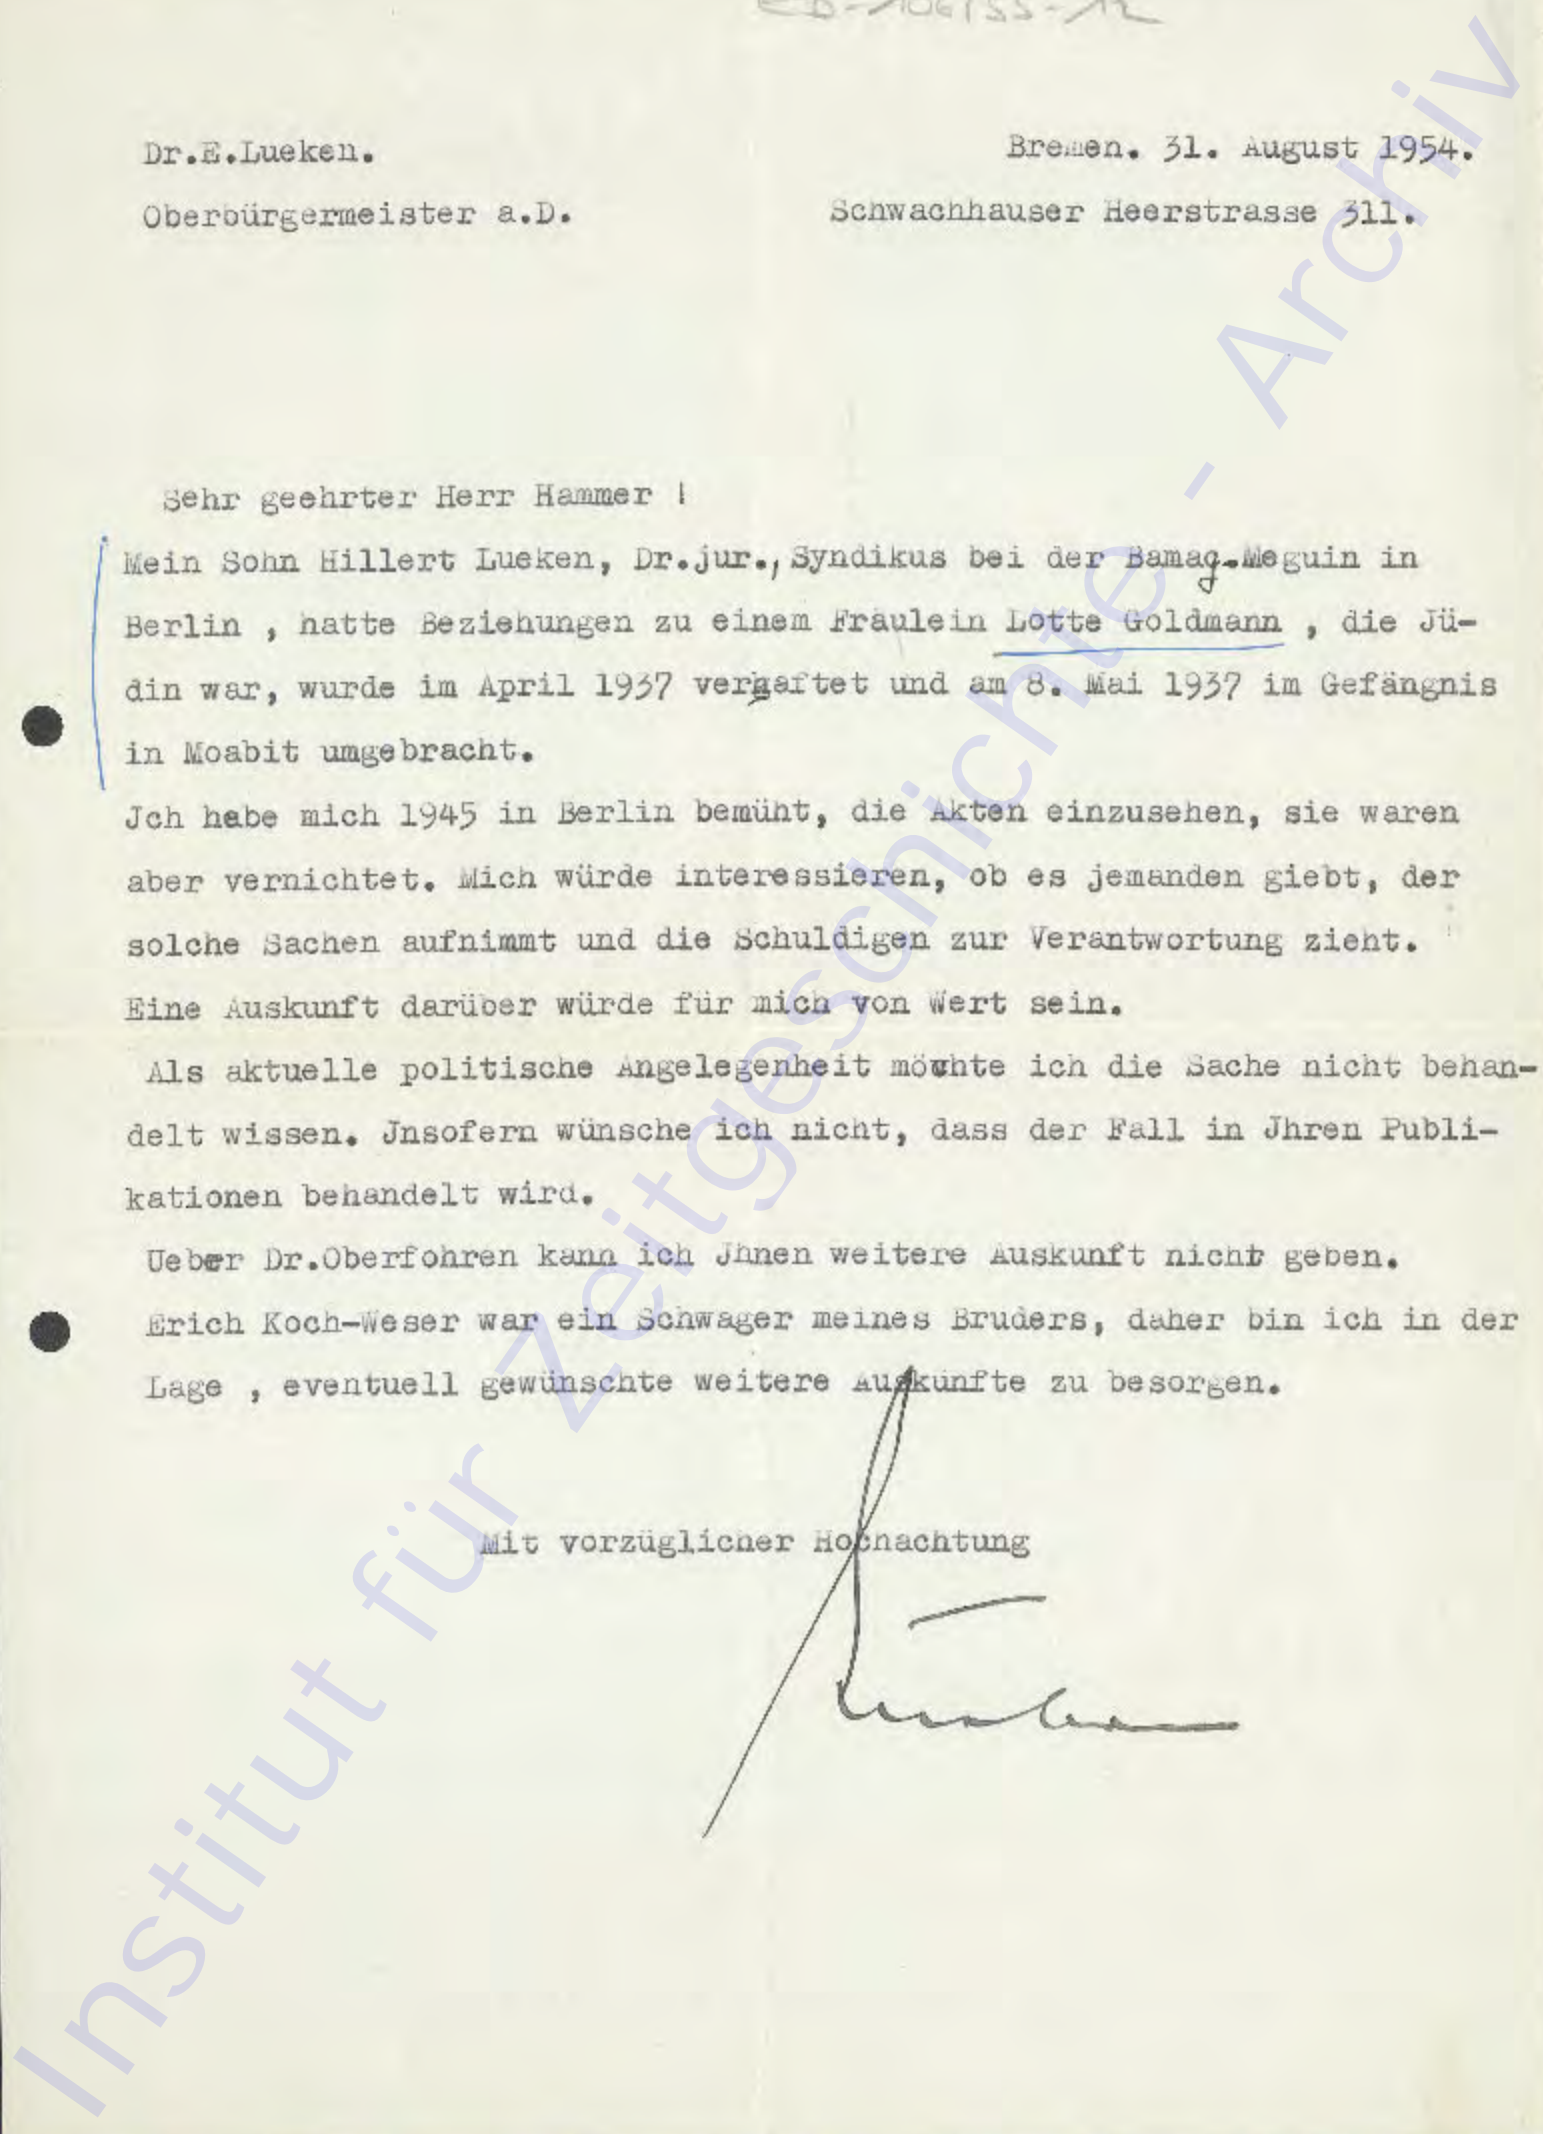 ED-106/55-12
Dr.E.Lueken.
Bremen. 31. August 1954.
Oberbürgermeister a.D.
Schwachhauser Heerstrasse 311.
Sehr geehrter Herr Hammer !
Mein Sohn Hillert Lueken, Dr.jur., Syndikus bei der Bamag-Meguin in
Berlin , hatte Beziehungen zu einem Fräulein Lotte Goldmann , die Jü-
din war, wurde im April 1937 verhaftet und am 8. Mai 1937 im Gefängnis
in Moabit umgebracht.
Jch habe mich 1945 in Berlin bemüht, die Akten einzusehen, sie waren
aber vernichtet. Mich würde interessieren, ob es jemanden giebt, der
solche Sachen aufnimmt und die Schuldigen zur Verantwortung zieht.
Eine Auskunft darüber würde für mich von Wert sein.
Als aktuelle politische Angelegenheit möchte ich die Sache nicht behan-
delt wissen. Jnsofern wünsche ich nicht, dass der Fall in Jhren Publi-
kationen behandelt wird.
Ueber Dr.Oberfohren kann ich Jhnen weitere Auskunft nicht geben.
Erich Koch-Weser war ein Schwager meines Bruders, daher bin ich in der
Lage , eventuell gewünschte weitere Auskünfte zu besorgen.
Mit vorzüglicher Hochachtung
Lueken
Institut für Zeitgeschichte - Archiv